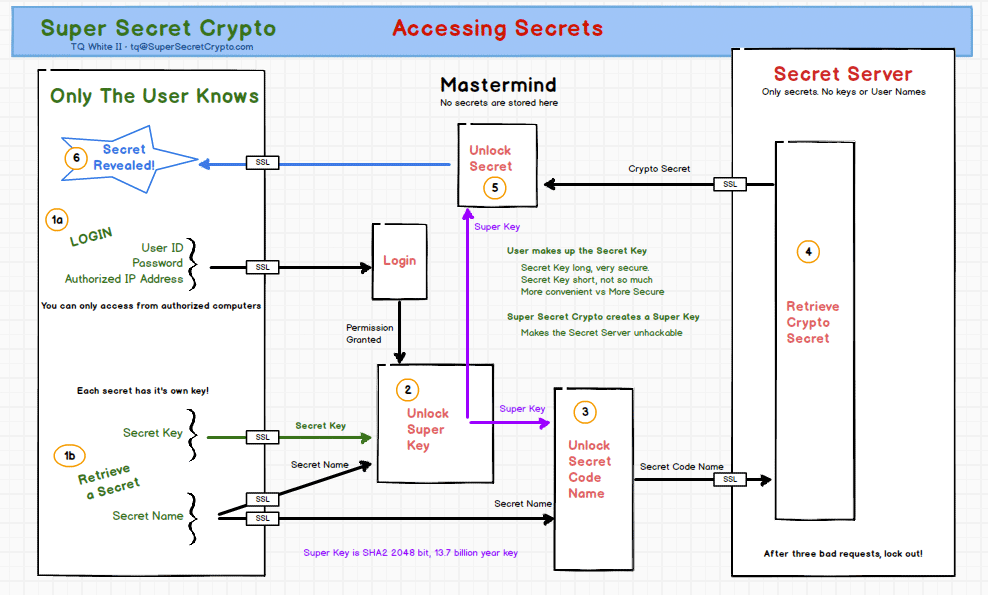 Super Secret Crypto
TQ White II - tq@SuperSecretCrypto.com
Accessing Secrets
Only The User Knows
6
Secret
Revealed!
SSL
1a
LOGIN
User ID
Password
Authorized IP Address
SSL
You can only access from authorized computers
Each secret has it's own key!
Secret Key
SSL
Secret Key
1b
Retrieve
a Secret
Secret Name
SSL
Secret Name
SSL
Secret Name
Mastermind
No secrets are stored here
Unlock
Secret
5
Super Key
Login
Permission
Granted
User makes up the Secret Key
Secret Key long, very secure.
Secret Key short, not so much
More convenient vs More Secure
Super Secret Crypto creates a Super Key
Makes the Secret Server unhackable
2
Unlock
Super
Key
Super Key
3
Unlock
Secret
Code
Name
Super Key is SHA2 2048 bit, 13.7 billion year key
Secret Server
Only secrets. No keys or User Names
Crypto Secret
SSL
4
Retrieve
Crypto
Secret
Secret Code Name
SSL
After three bad requests, lock out!